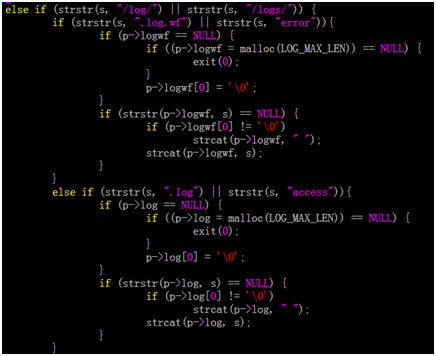 else if (strstr(s, "/log/") || strstr(s, "/logs/")) {
if (strstr(s, ".log.wf") || strstr(s, "error")){
if (p->logwf == NULL) {
if ((p->logwf = malloc(LOG_MAX_LEN)) == NULL) {
exit(0);
}
p->logwf[0] = '\0';
}
if (strstr(p->logwf, s) == NULL) {
if (p->logwf[0] != '\0')
strcat(p->logwf, " ");
strcat(p->logwf, s);
}
}
else if (strstr(s, ".log") || strstr(s, "access")){
if (p->log == NULL) {
if ((p->log = malloc(LOG_MAX_LEN)) == NULL) {
exit(0);
}
p->log[0] = '\0';
}
if (strstr(p->log, s) == NULL) {
if (p->log[0] != '\0')
strcat(p->log, " ");
strcat(p->log, s);
}
}